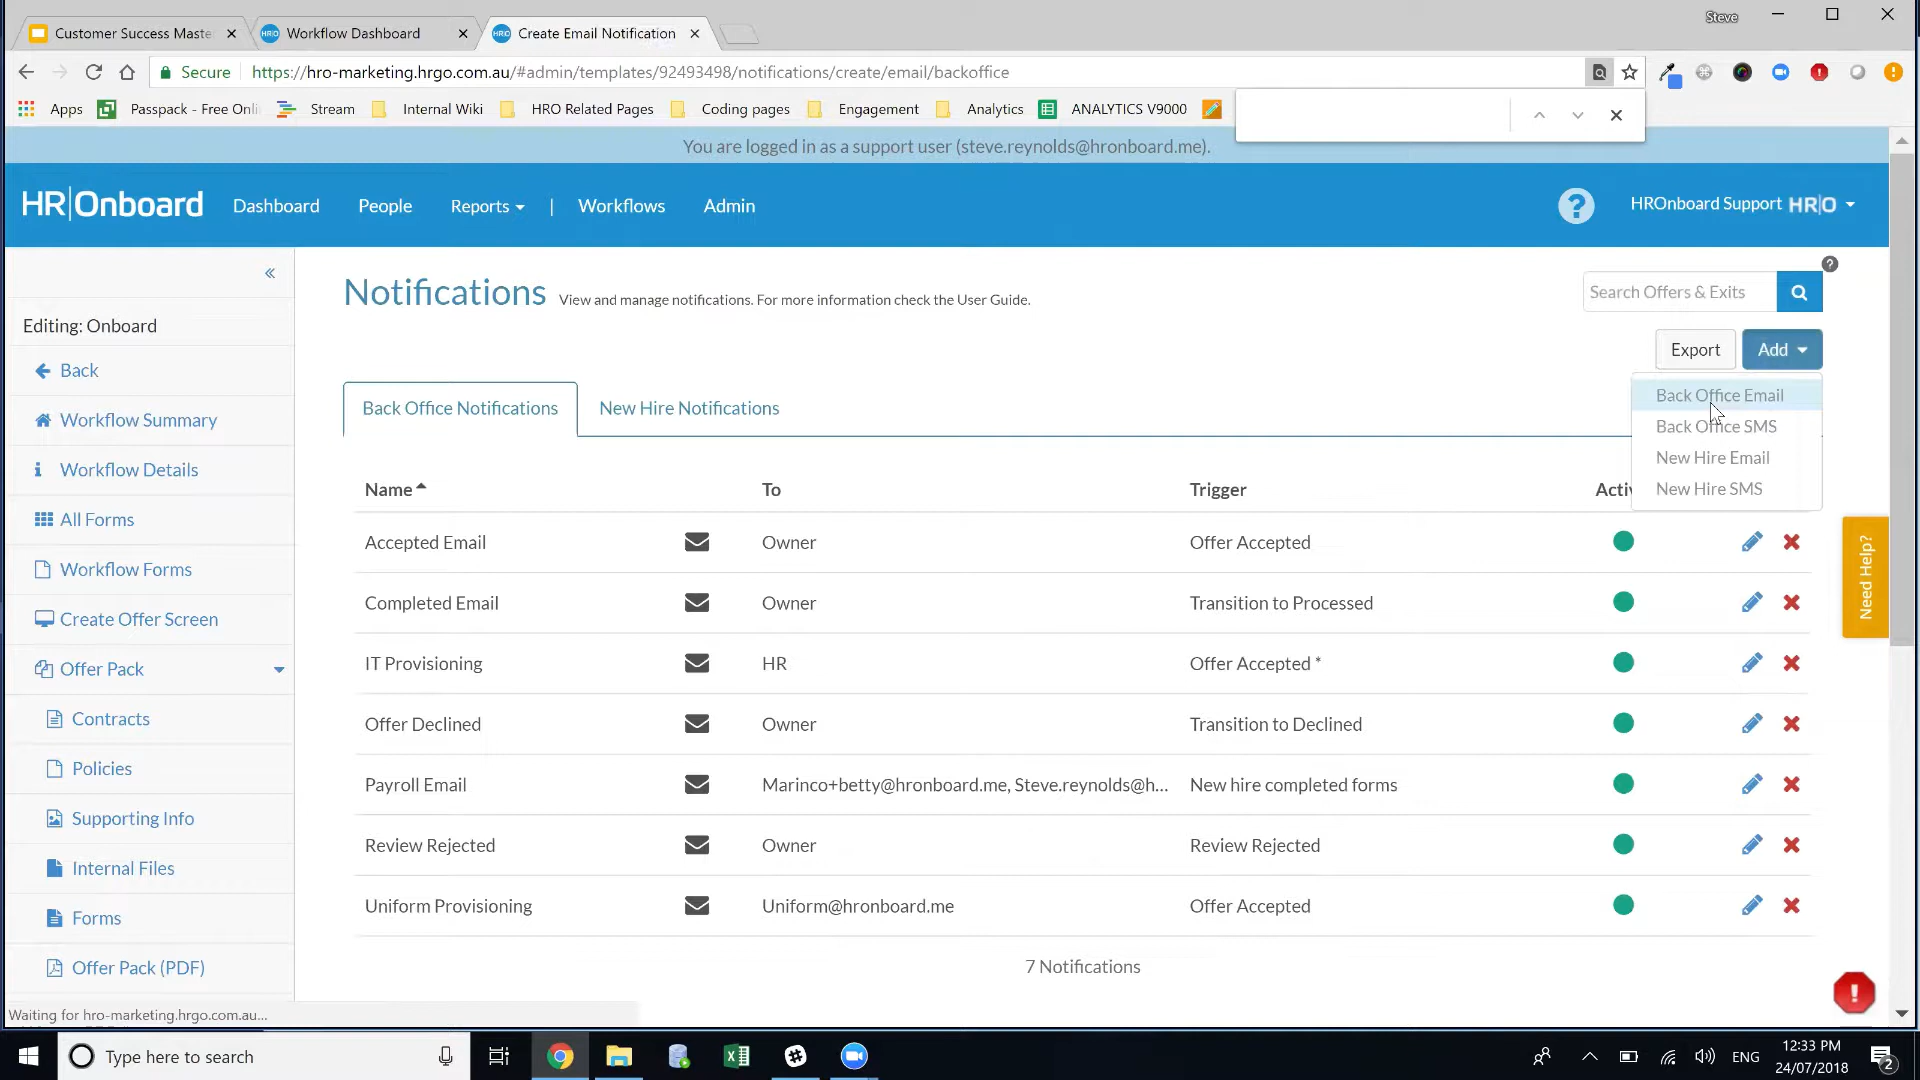 Steve
Customer Success Maste
Workflow Dashboard
HR|O Create Email Notification
Secure https://hro-marketing.hrgo.com.au/#admin/templates/92493498/notifications/create/email/backoffice
Apps Passpack - Free Onli Stream Internal Wiki HRO Related Pages Coding pages Engagement Analytics ANALYTICS V9000
You are logged in as a support user (steve.reynolds@hronboard.me).
HR|Onboard Dashboard People Reports | Workflows Admin ? HROnboard Support HR|O
« Notifications View and manage notifications. For more information check the User Guide. Search Offers & Exits ?
Editing: Onboard
Export Add
Back
Back Office Email
Back Office SMS
New Hire Email
New Hire SMS
Back Office Notifications New Hire Notifications
Workflow Summary
Workflow Details
All Forms
Workflow Forms
Create Offer Screen
Offer Pack
Contracts
Policies
Supporting Info
Internal Files
Forms
Offer Pack (PDF)
Name To Trigger Activ
Accepted Email Owner Offer Accepted
Completed Email Owner Transition to Processed
IT Provisioning HR Offer Accepted *
Offer Declined Owner Transition to Declined
Payroll Email Marinco+betty@hronboard.me, Steve.reynolds@h... New hire completed forms
Review Rejected Owner Review Rejected
Uniform Provisioning Uniform@hronboard.me Offer Accepted
7 Notifications
Need Help?
Waiting for hro-marketing.hrgo.com.au...
Type here to search
ENG
12:33 PM
24/07/2018
2